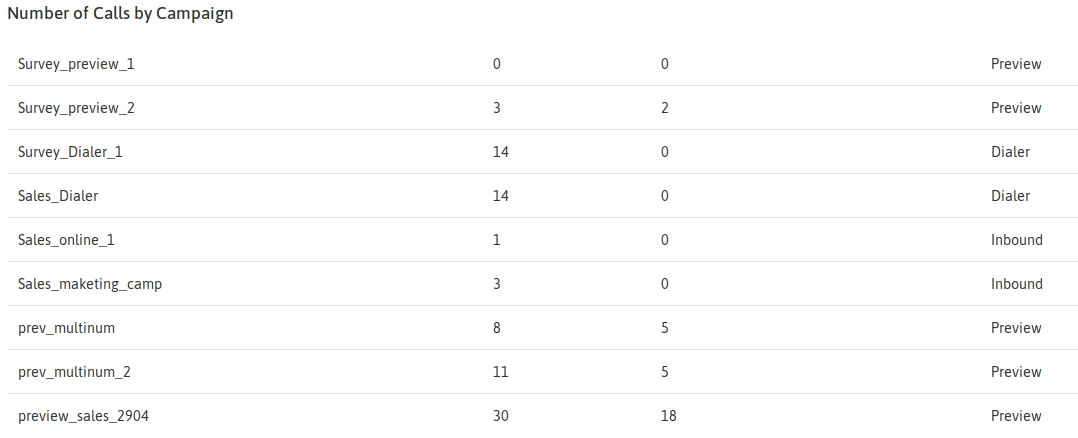 Number of Calls by Campaign
Survey_preview_1 0 0 Preview
Survey_preview_2 3 2 Preview
Survey_Dialer_1 14 0 Dialer
Sales_Dialer 14 0 Dialer
Sales_online_1 1 0 Inbound
Sales_maketing_camp 3 0 Inbound
prev_multinum 8 5 Preview
prev_multinum_2 11 5 Preview
preview_sales_2904 30 18 Preview